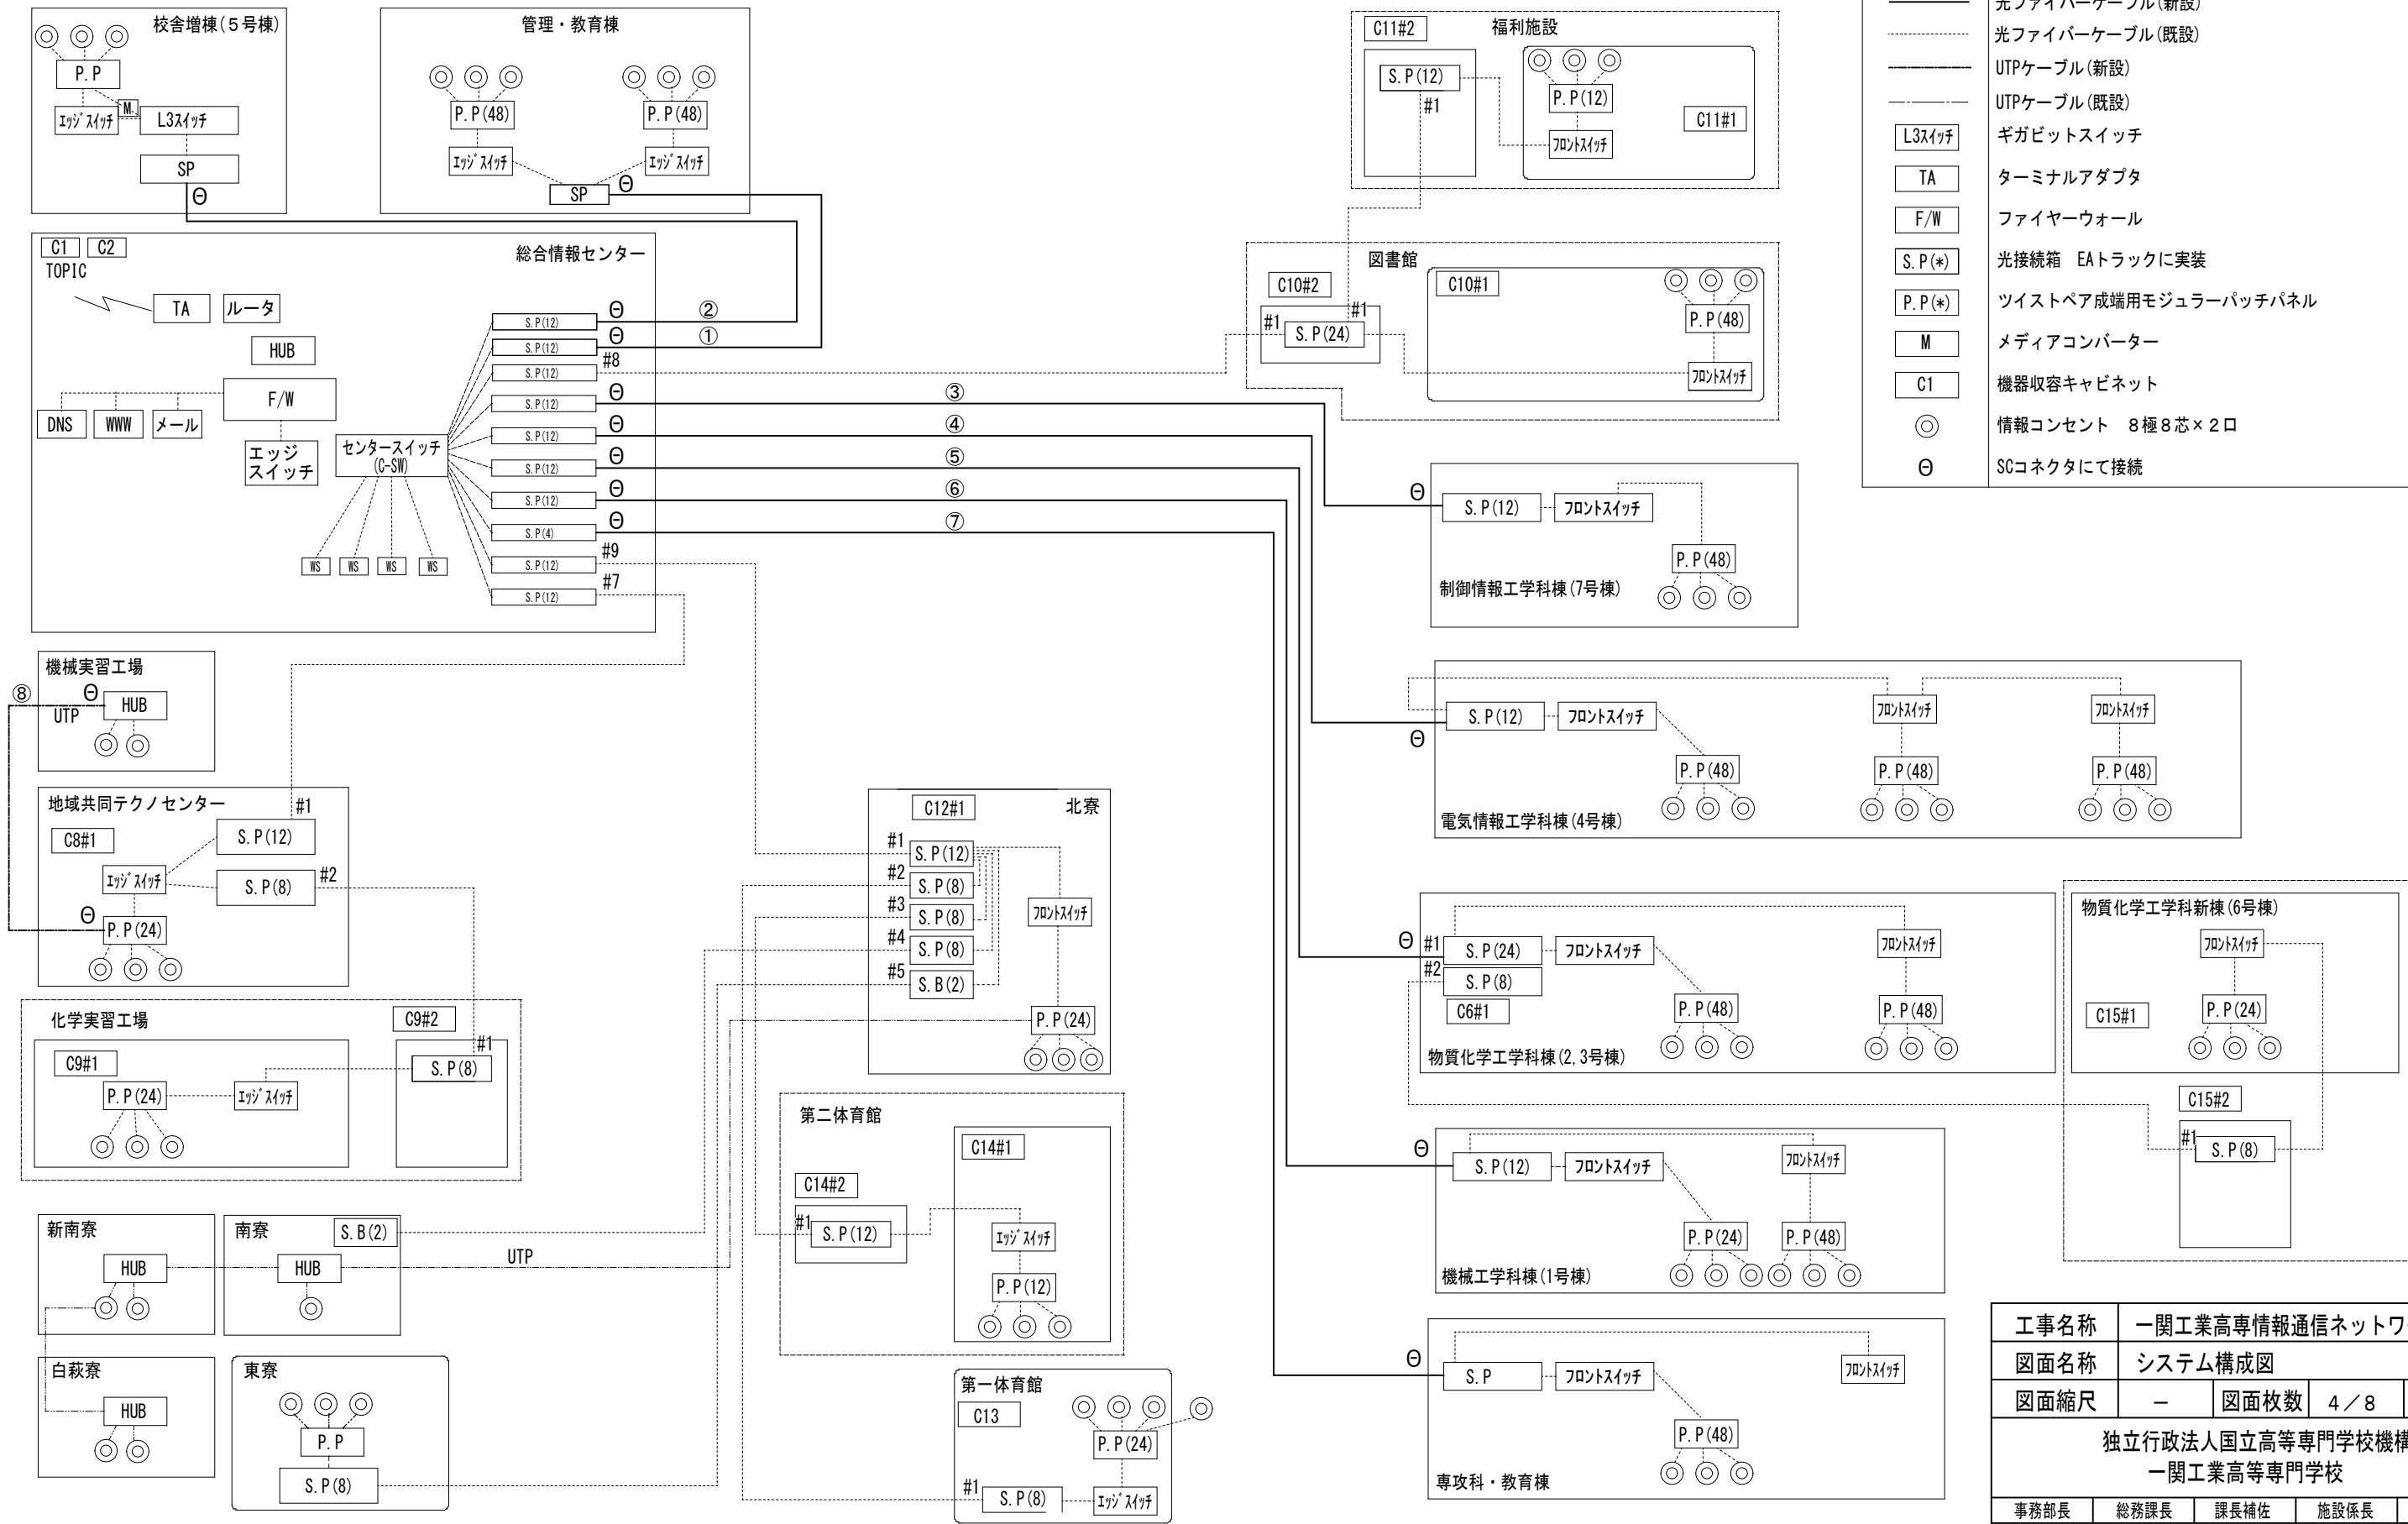 校舎増棟(５号棟)
P.P
M
エッジスイッチ
L3スイッチ
SP
Θ
管理・教育棟
P.P(48)
P.P(48)
エッジスイッチ
エッジスイッチ
SP
Θ
C11#2
福利施設
S.P(12)
#1
P.P(12)
C11#1
フロントスイッチ
光ファイバーケーブル(新設)
光ファイバーケーブル(既設)
UTPケーブル(新設)
UTPケーブル(既設)
L3スイッチ ギガビットスイッチ
TA ターミナルアダプタ
F/W ファイヤーウォール
S.P(*) 光接続箱 EAトラックに実装
P.P(*) ツイストペア成端用モジュラーパッチパネル
M メディアコンバーター
C1 機器収容キャビネット
情報コンセント ８極８芯×２口
Θ SCコネクタにて接続
C1 C2
総合情報センター
TOPIC
TA
ルータ
HUB
F/W
DNS
WWW
メール
エッジ
スイッチ
センタースイッチ
(C-SW)
WS WS WS WS
S.P(12) Θ ②
S.P(12) Θ ①
#8
S.P(12)
S.P(12) Θ ③
S.P(12) Θ ④
S.P(12) Θ ⑤
S.P(12) Θ ⑥
S.P(4) Θ ⑦
#9
S.P(12)
#7
S.P(12)
図書館
C10#2
C10#1
#1
#1
S.P(24)
P.P(48)
フロントスイッチ
Θ
S.P(12)
フロントスイッチ
P.P(48)
制御情報工学科棟(7号棟)
機械実習工場
⑧
Θ
UTP
HUB
地域共同テクノセンター
#1
C8#1
S.P(12)
エッジスイッチ
S.P(8)
#2
Θ
P.P(24)
化学実習工場
C9#2
C9#1
#1
S.P(8)
P.P(24)
エッジスイッチ
C12#1
北寮
#1
S.P(12)
#2
S.P(8)
#3
S.P(8)
#4
S.P(8)
#5
S.B(2)
フロントスイッチ
P.P(24)
S.P(12)
フロントスイッチ
フロントスイッチ
フロントスイッチ
Θ
P.P(48)
P.P(48)
P.P(48)
電気情報工学科棟(4号棟)
Θ
#1
S.P(24)
フロントスイッチ
フロントスイッチ
#2
S.P(8)
C6#1
P.P(48)
P.P(48)
物質化学工学科棟(2,3号棟)
物質化学工学科新棟(6号棟)
フロントスイッチ
C15#1
P.P(24)
C15#2
#1
S.P(8)
第二体育館
C14#1
C14#2
#1
S.P(12)
エッジスイッチ
P.P(12)
Θ
S.P(12)
フロントスイッチ
フロントスイッチ
P.P(24)
P.P(48)
機械工学科棟(1号棟)
新南寮
HUB
南寮
S.B(2)
HUB
UTP
白萩寮
HUB
東寮
P.P
S.P(8)
第一体育館
C13
P.P(24)
#1
S.P(8)
エッジスイッチ
Θ
S.P
フロントスイッチ
フロントスイッチ
P.P(48)
専攻科・教育棟
工事名称 一関工業高専情報通信ネットワ
図面名称 システム構成図
図面縮尺 － 図面枚数 ４／８
独立行政法人国立高等専門学校機構
一関工業高等専門学校
事務部長 総務課長 課長補佐 施設係長